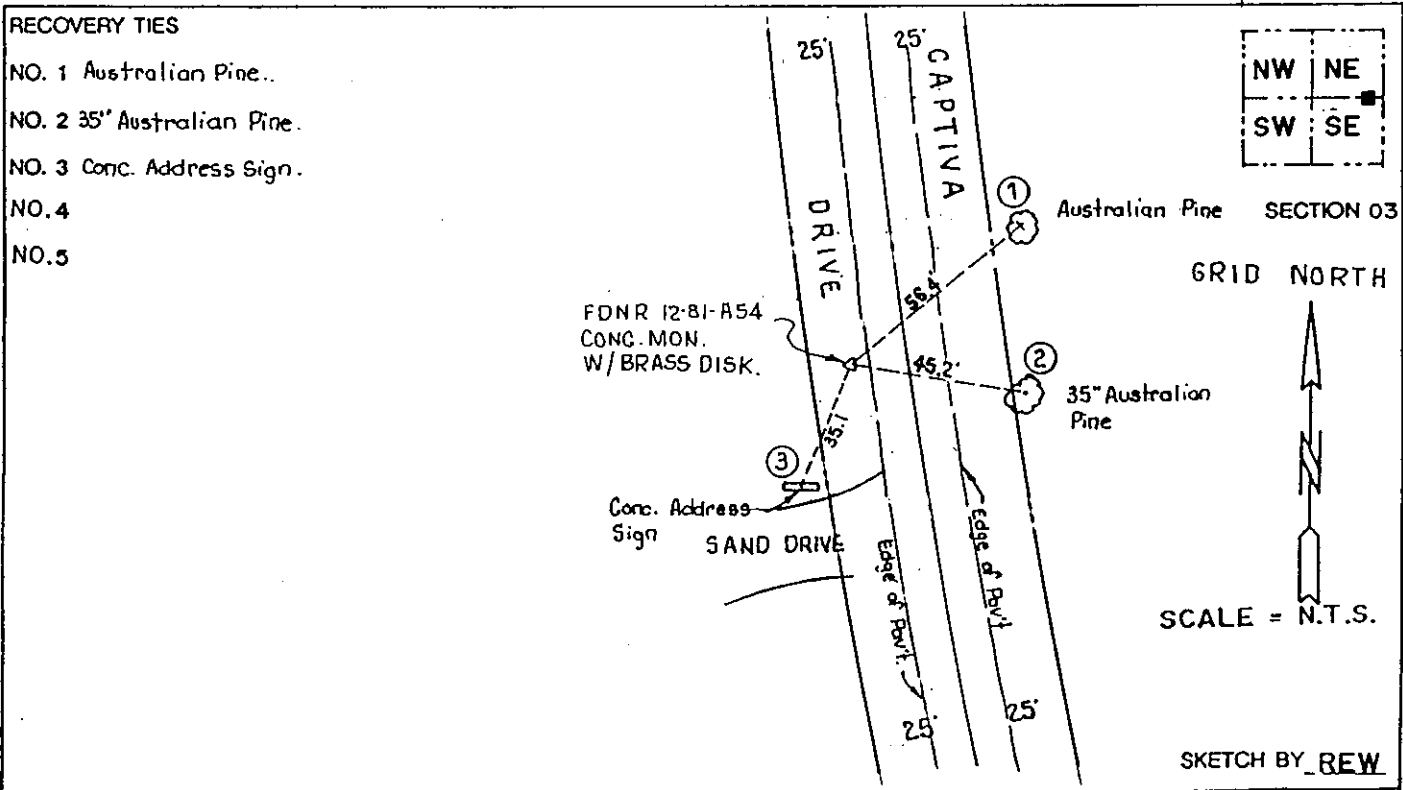 RECOVERY TIES
NO. 1 Australian Pine..
NO. 2 35" Australian Pine.
NO. 3 Conc. Address Sign.
NO.4
NO.5
25'
25'
CAPTIVA
DRIVE
NW NE
SW SE
SECTION 03
1
Australian Pine
GRID NORTH
N
56.4'
FDNR 12-81-A54
CONC. MON.
W/BRASS DISK.
45.2'
2
35" Australian
Pine
35.1
3
Conc. Address
Sign
SAND DRIVE
Edge of Pav't.
Edge of Pav't
SCALE = N.T.S.
25'
25'
SKETCH BY REW